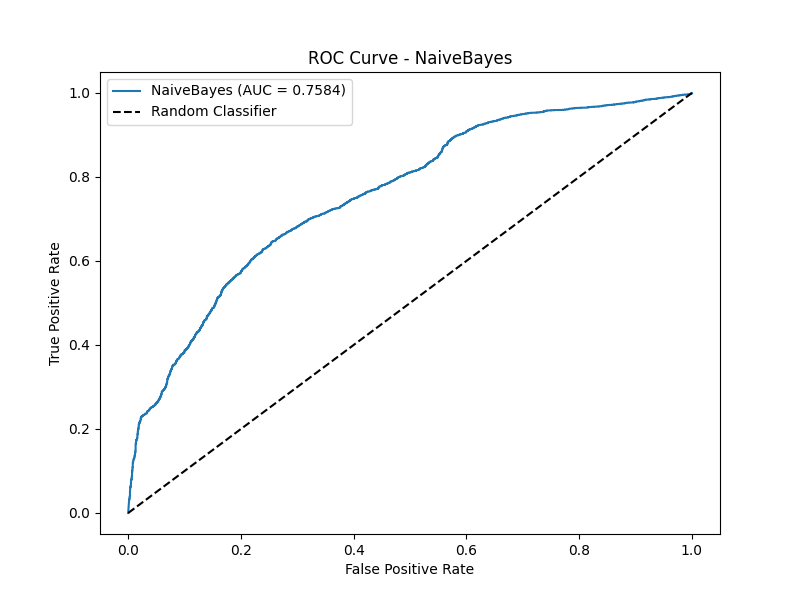 ROC Curve - NaiveBayes
NaiveBayes (AUC = 0.7584)
Random Classifier
True Positive Rate
1.0
0.8
0.6
0.4
0.2
0.0
0.0 0.2 0.4 0.6 0.8 1.0
False Positive Rate